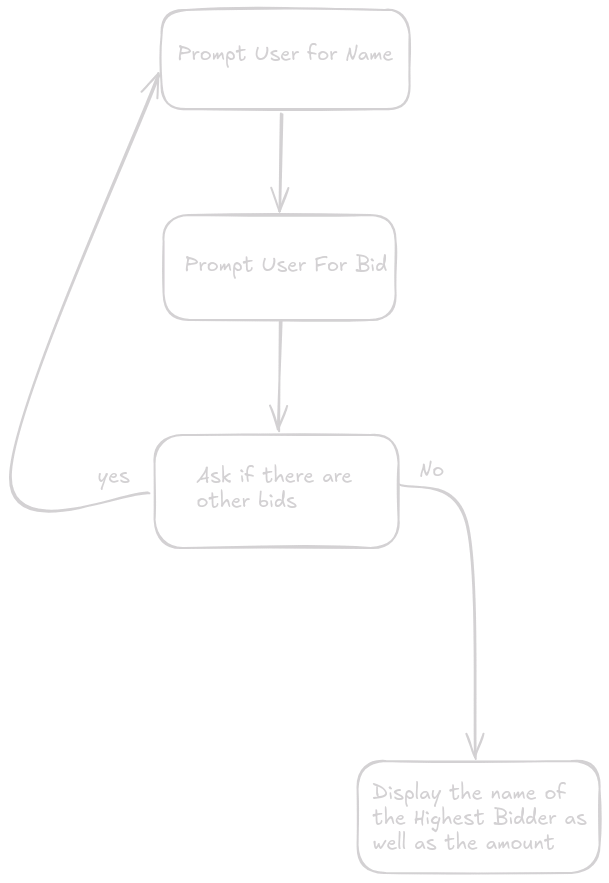 Prompt User for Name
Prompt User For Bid
yes
Ask if there are
other bids
No
Display the name of
the Highest Bidder as
well as the amount